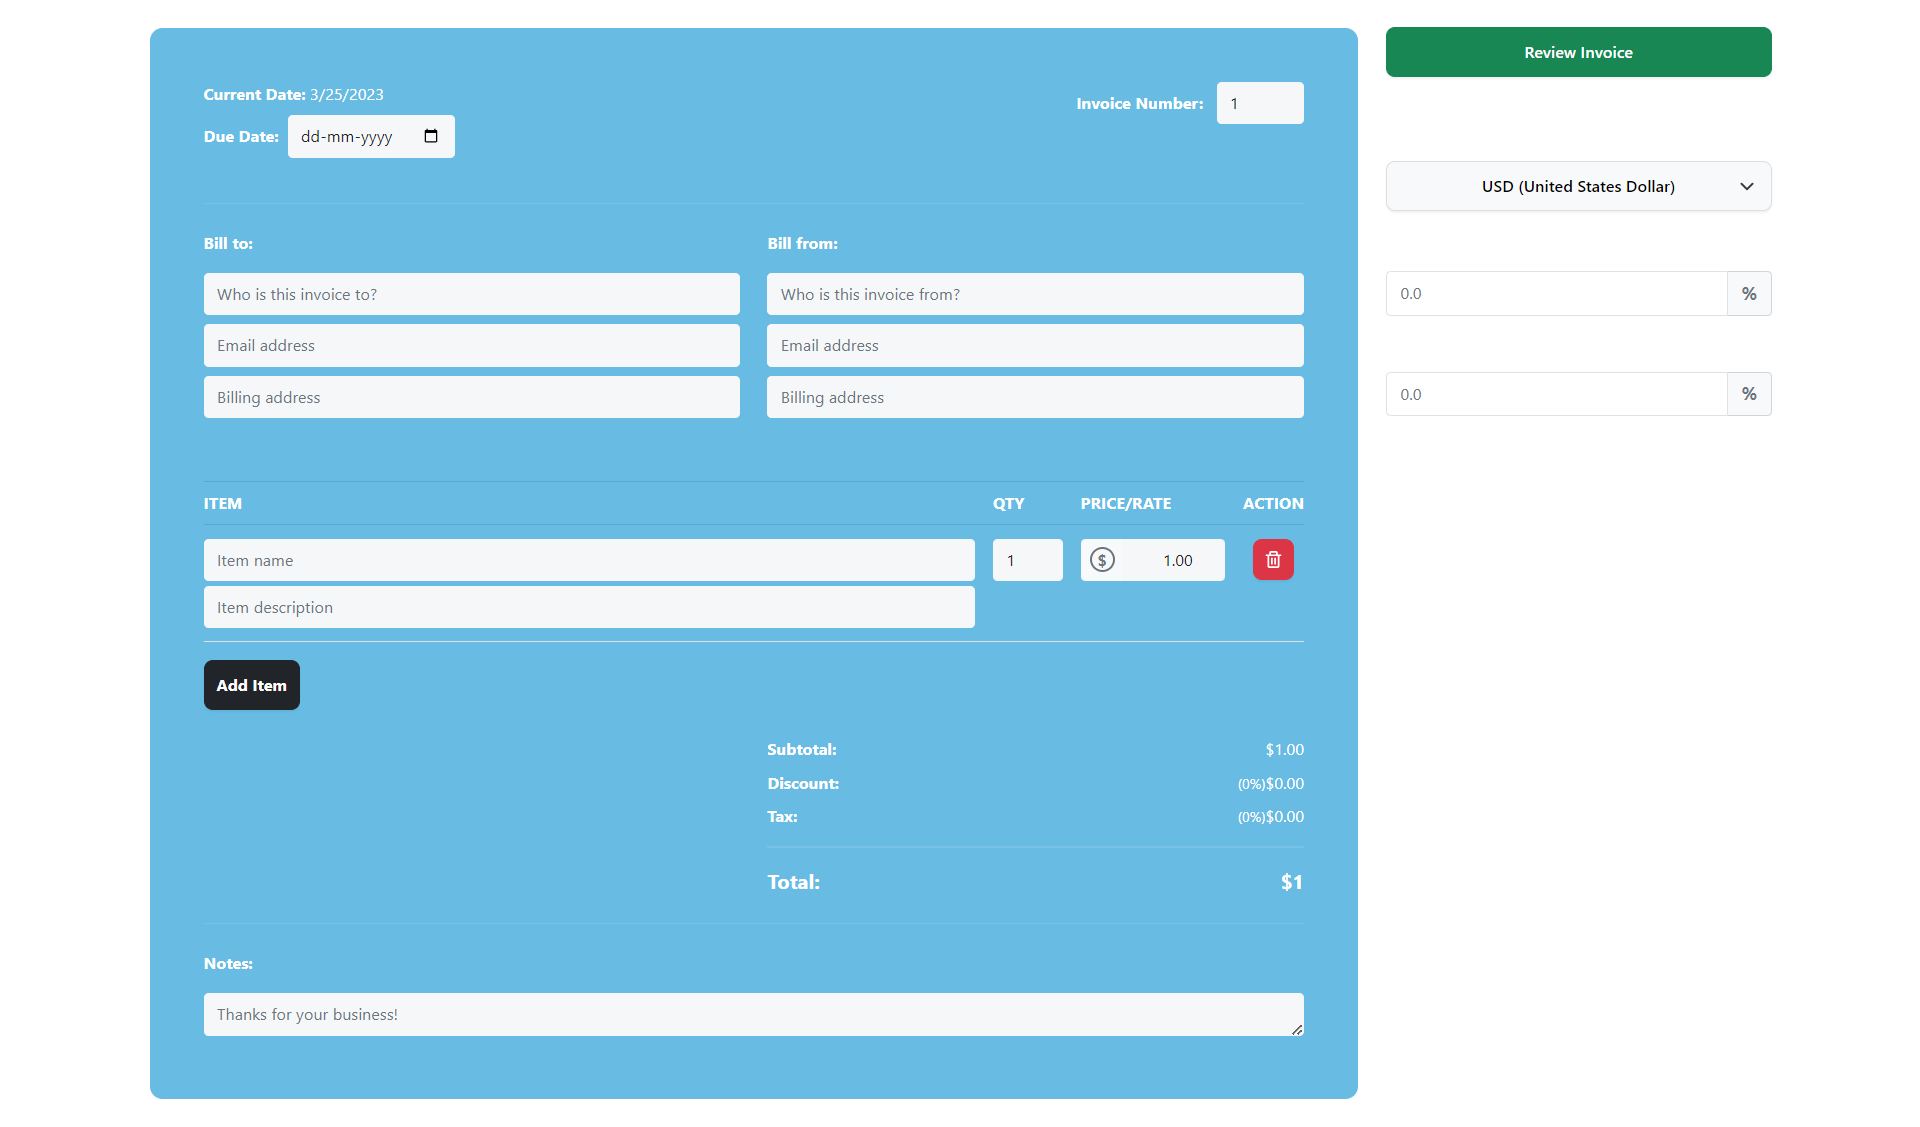 Current Date: 3/25/2023
Invoice Number: 1
Due Date: dd-mm-yyyy
Review Invoice
USD (United States Dollar)
0.0 %
0.0 %
Bill to:
Who is this invoice to?
Email address
Billing address
Bill from:
Who is this invoice from?
Email address
Billing address
ITEM QTY PRICE/RATE ACTION
Item name 1 $ 1.00
Item description
Add Item
Subtotal: $1.00
Discount: (0%)$0.00
Tax: (0%)$0.00
Total: $1
Notes:
Thanks for your business!